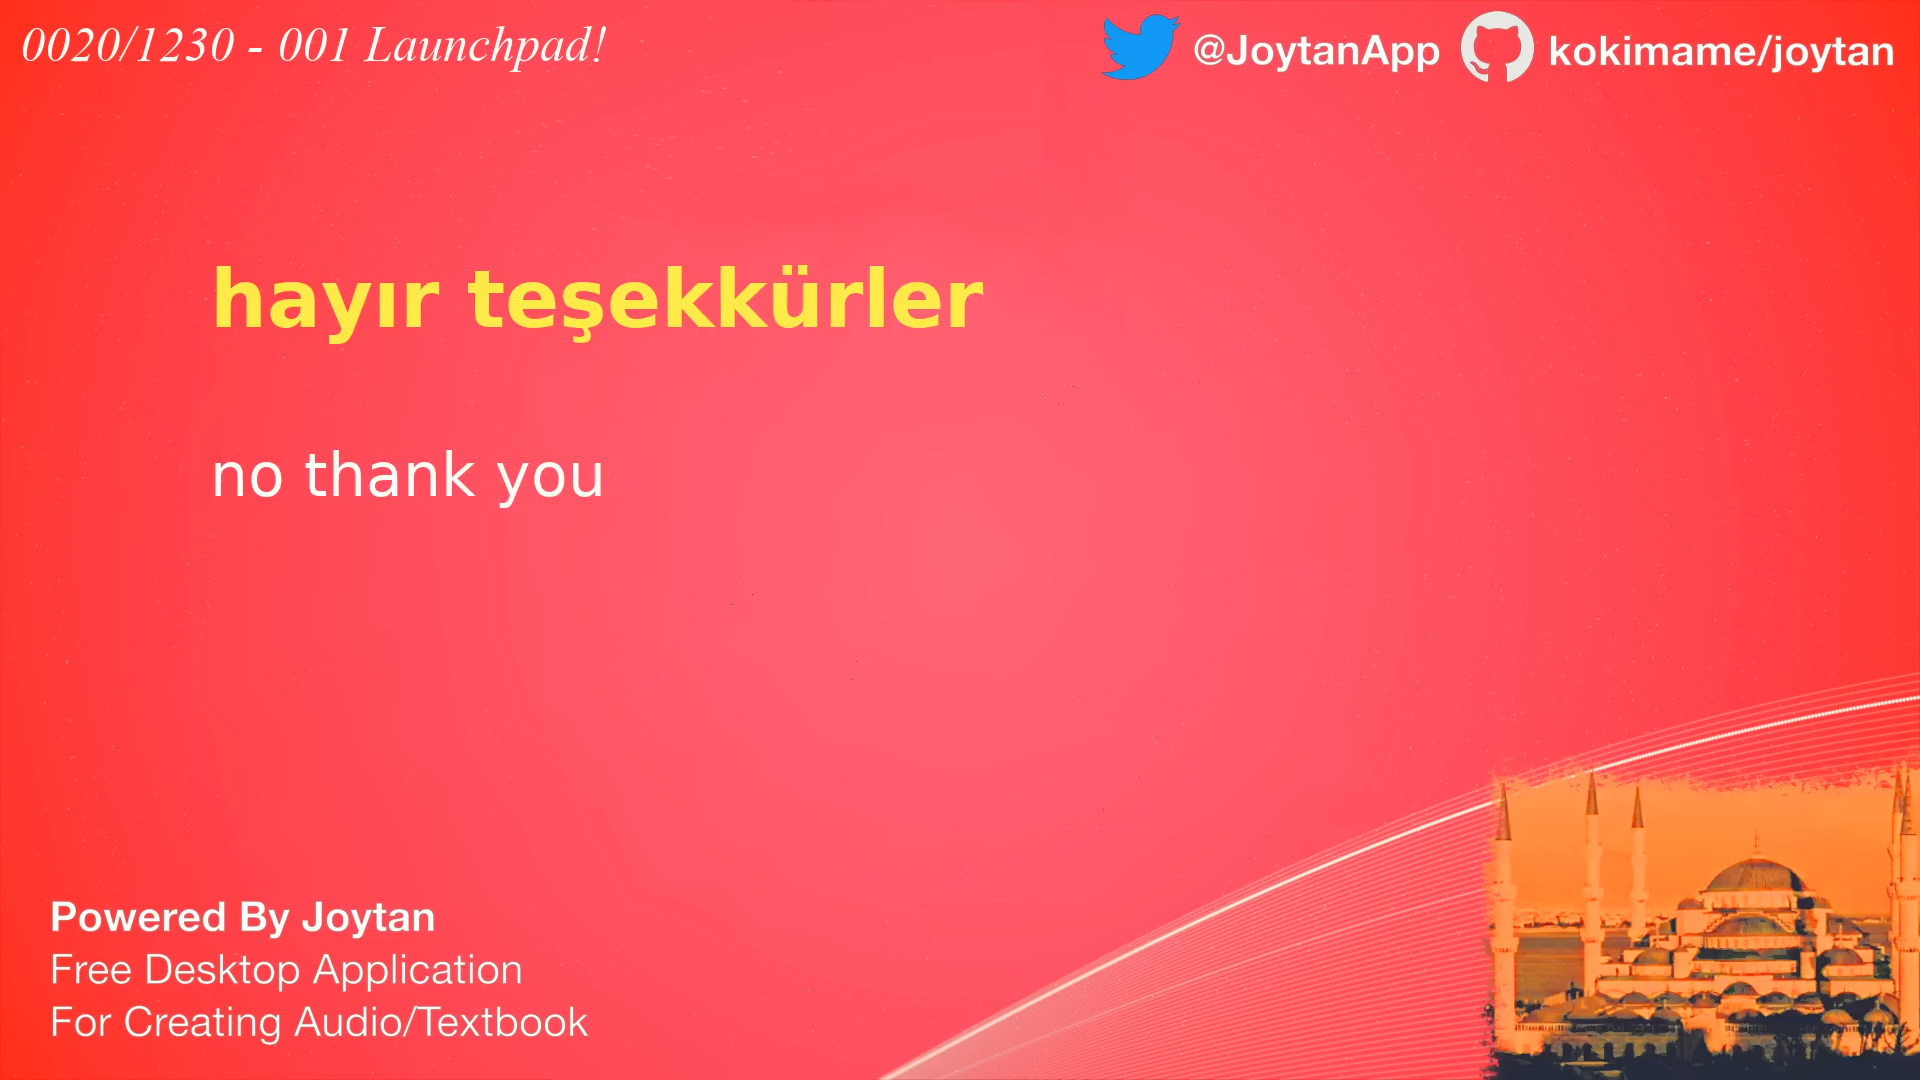 0020/1230 - 001 Launchpad!
@JoytanApp kokimame/joytan
hayır teşekkürler
no thank you
Powered By Joytan
Free Desktop Application
For Creating Audio/Textbook